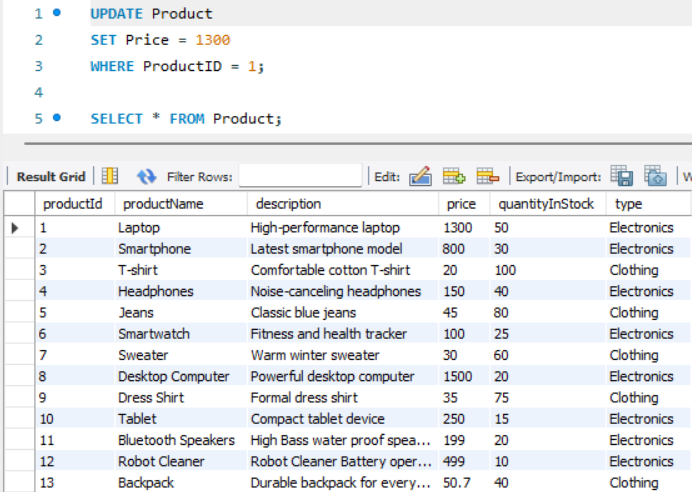 1 UPDATE Product
2 SET Price = 1300
3 WHERE ProductID = 1;
4
5 SELECT * FROM Product;
Result Grid Filter Rows: Edit: Export/Import: W
productId productName description price quantityInStock type
1 Laptop High-performance laptop 1300 50 Electronics
2 Smartphone Latest smartphone model 800 30 Electronics
3 T-shirt Comfortable cotton T-shirt 20 100 Clothing
4 Headphones Noise-canceling headphones 150 40 Electronics
5 Jeans Classic blue jeans 45 80 Clothing
6 Smartwatch Fitness and health tracker 100 25 Electronics
7 Sweater Warm winter sweater 30 60 Clothing
8 Desktop Computer Powerful desktop computer 1500 20 Electronics
9 Dress Shirt Formal dress shirt 35 75 Clothing
10 Tablet Compact tablet device 250 15 Electronics
11 Bluetooth Speakers High Bass water proof spea... 199 20 Electronics
12 Robot Cleaner Robot Cleaner Battery oper... 499 10 Electronics
13 Backpack Durable backpack for every... 50.7 40 Clothing